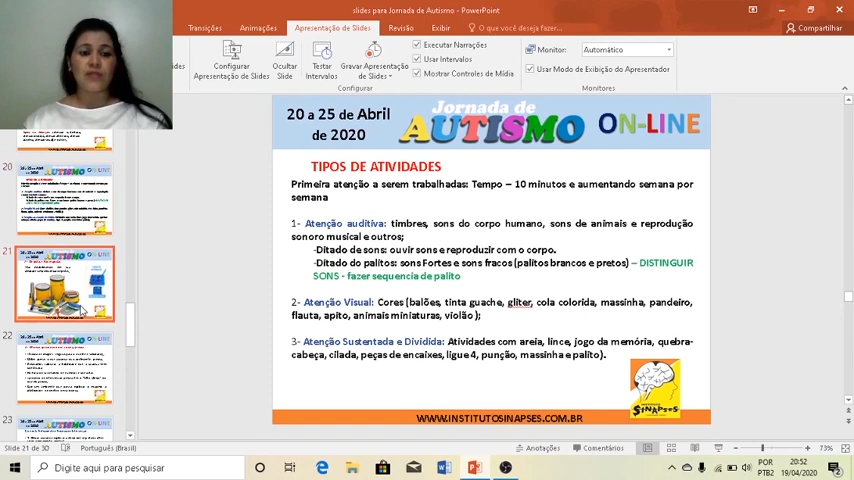 slides para Jornada de Autismo - PowerPoint
Transições Animações Apresentação de Slides Revisão Exibir O que você deseja fazer... Compartilhar
Configurar
Apresentação de Slides
Ocultar
Slide
Testar
Intervalos
Gravar Apresentação
de Slides
Executar Narrações
Usar Intervalos
Mostrar Controles de Mídia
Configurar
Monitor: Automático
Usar Modo de Exibição do Apresentador
Monitores
20
21
22
23
20 a 25 de Abril
de 2020
Jornada de
AUTISMO ON-LINE
TIPOS DE ATIVIDADES
Primeira atenção a serem trabalhadas: Tempo – 10 minutos e aumentando semana por
semana
1- Atenção auditiva: timbres, sons do corpo humano, sons de animais e reprodução
sonoro musical e outros;
-Ditado de sons: ouvir sons e reproduzir com o corpo.
-Ditado do palitos: sons Fortes e sons fracos (palitos brancos e pretos) – DISTINGUIR
SONS - fazer sequencia de palito
2- Atenção Visual: Cores (balões, tinta guache, gliter, cola colorida, massinha, pandeiro,
flauta, apito, animais miniaturas, violão );
3- Atenção Sustentada e Dividida: Atividades com areia, lince, jogo da memória, quebra-
cabeça, cilada, peças de encaixes, ligue 4, punção, massinha e palito).
INSTITUTO
SINAPSES
WWW.INSTITUTOSINAPSES.COM.BR
Slide 21 de 30 Português (Brasil) Anotações Comentários 73%
Digite aqui para pesquisar
POR
PTB2
20:52
19/04/2020
2